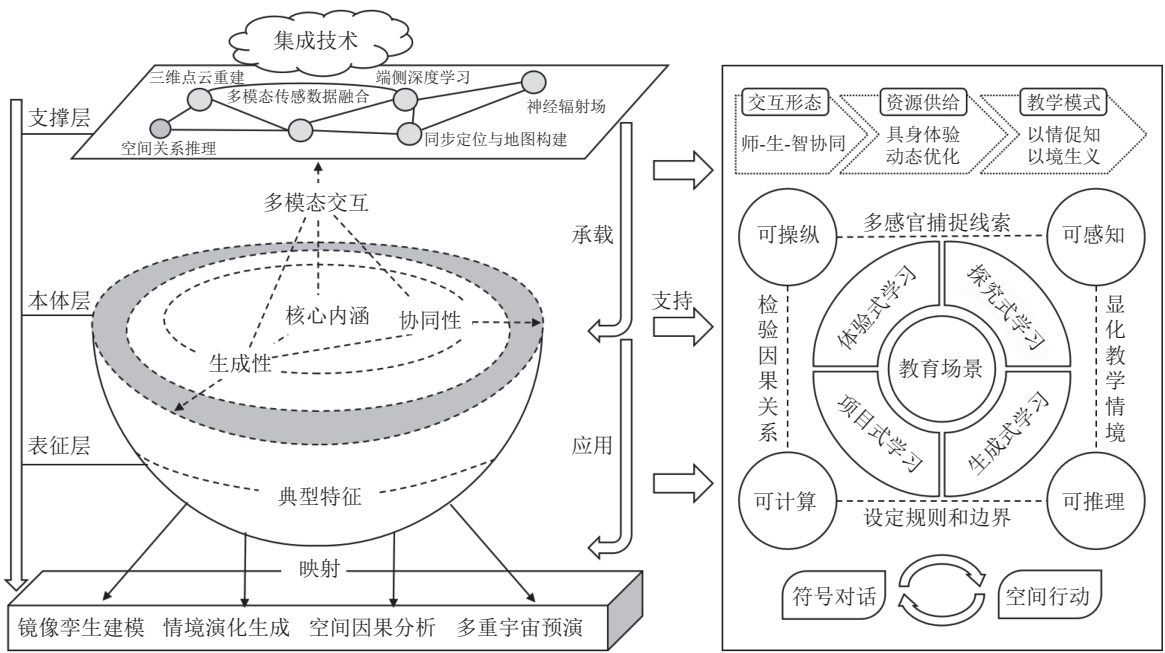 集成技术
三维点云重建
端侧深度学习
多模态传感数据融合
神经辐射场
空间关系推理
同步定位与地图构建
支撑层
多模态交互
承载
本体层
核心内涵
协同性
生成性
表征层
应用
典型特征
映射
镜像孪生建模
情境演化生成
空间因果分析
多重宇宙预演
支持
交互形态
资源供给
教学模式
师-生-智协同
具身体验
动态优化
以情促知
以境生义
可操纵
多感官捕捉线索
可感知
体验式学习
探究式学习
检验因果关系
教育场景
显化教学情境
项目式学习
生成式学习
可计算
设定规则和边界
可推理
符号对话
空间行动